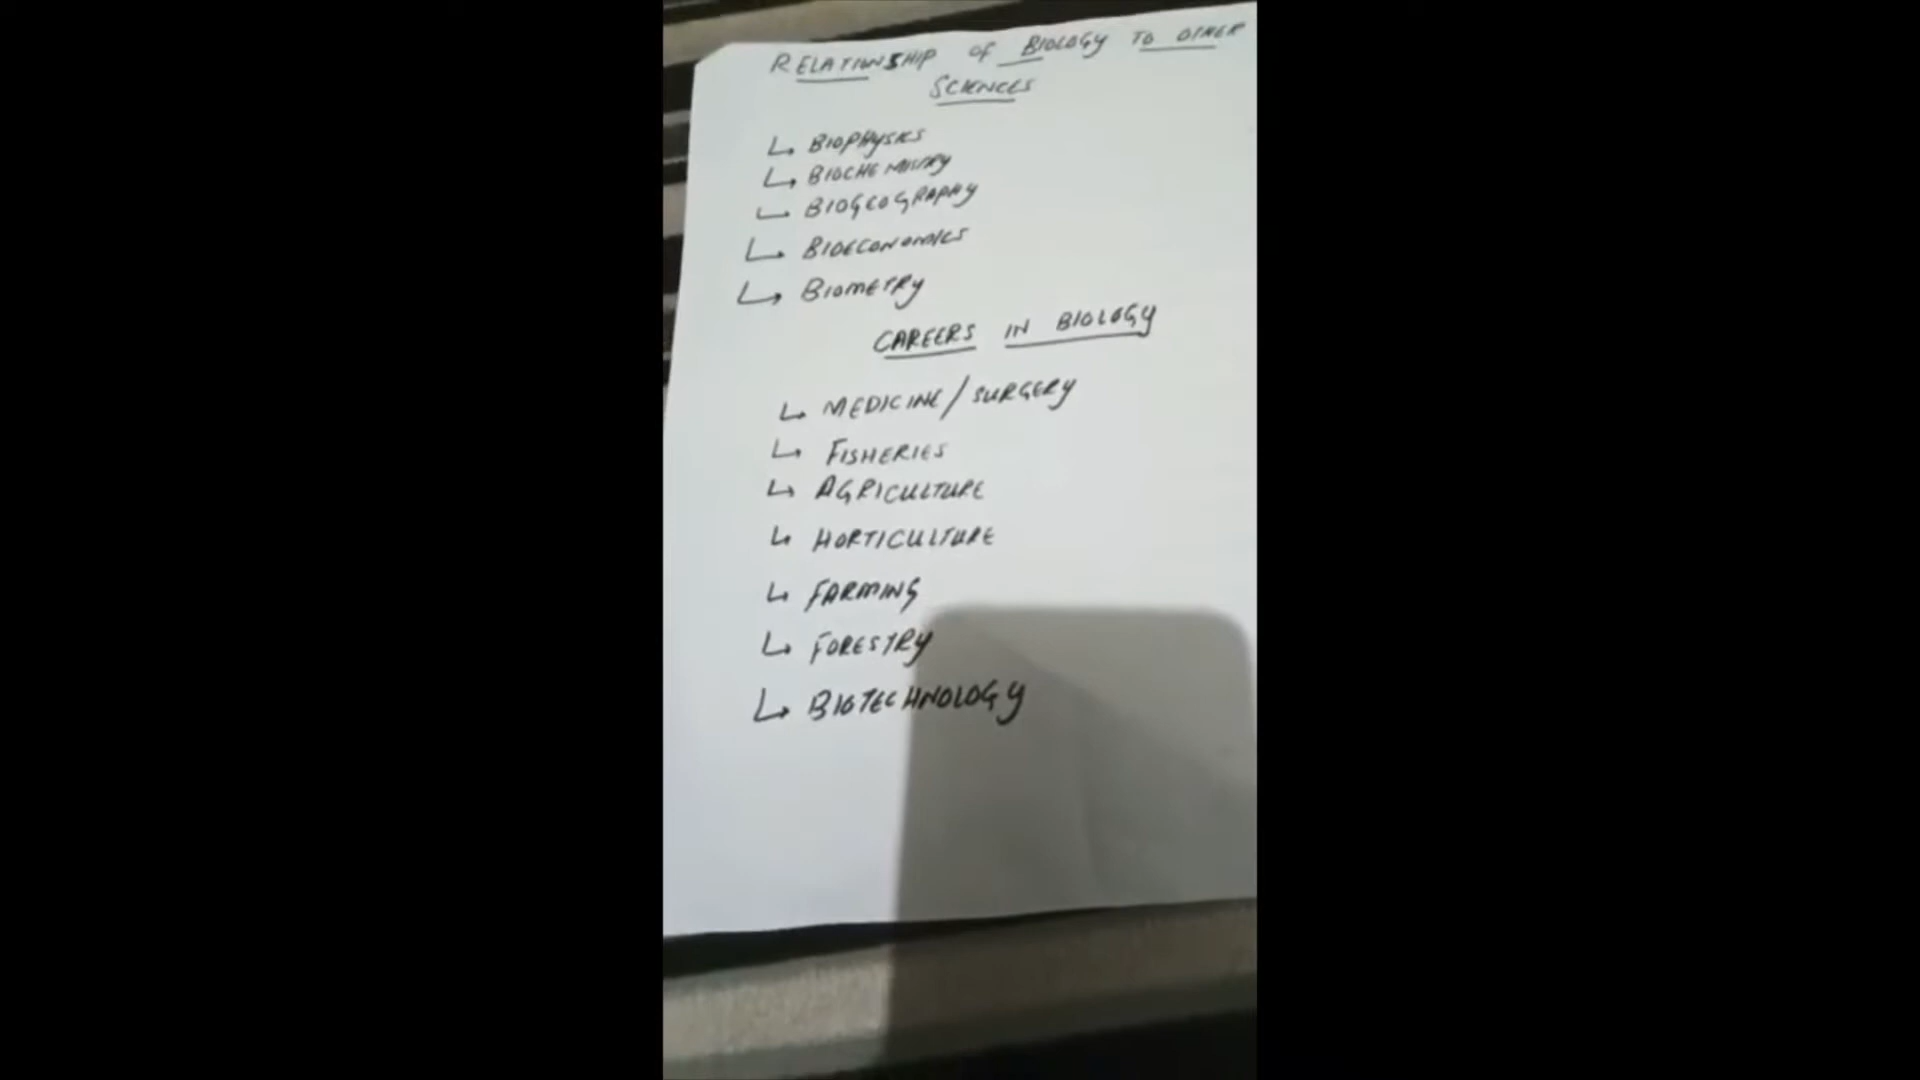 RELATIONSHIP OF BIOLOGY TO OTHER
SCIENCES
BIOPHYSICS
BIOCHEMISTRY
BIOGEOGRAPHY
BIOECONOMICS
BIOMETRY
CAREERS IN BIOLOGY
MEDICINE/SURGERY
FISHERIES
AGRICULTURE
HORTICULTURE
FARMING
FORESTRY
BIOTECHNOLOGY